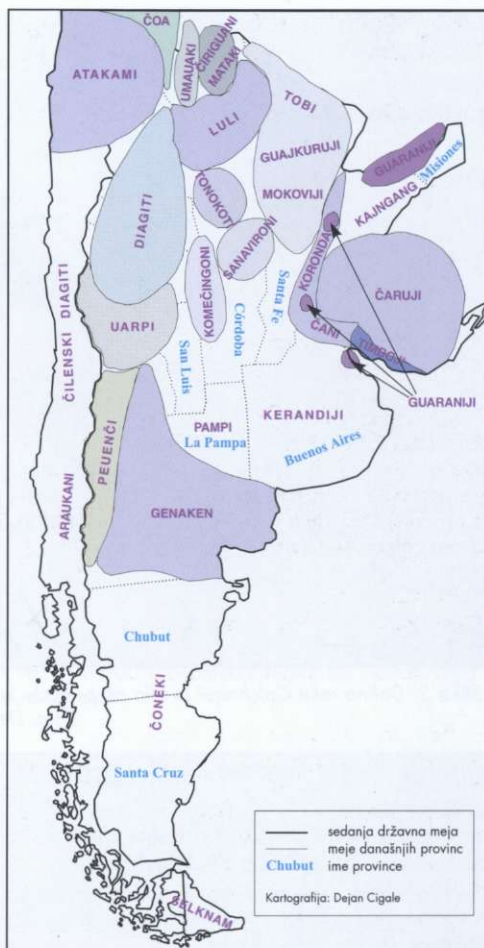 ČOA
ATAKAMI
UMAUAKI
ČIRIGUANI
MATAKI
TOBI
LULI
GUARANIJI
Misiones
GUAJKURUJI
KAJNGANG
TONOKOTI
MOKOVIJI
DIAGITI
SANAVIRONI
KORONDA
KOMEČINGONI
Santa Fe
ČARUJI
ČILENSKI DIAGITI
UARPI
Córdoba
ČANI
San Luis
GUARANIJI
PAMPI
KERANDIJI
La Pampa
PEUENČI
Buenos Aires
ARAUKANI
GENAKEN
Chubut
ČONEKI
Santa Cruz
SELKNAM
sedanja državna meja
meje današnjih provinc
Chubut ime province
Kartografija: Dejan Cigale